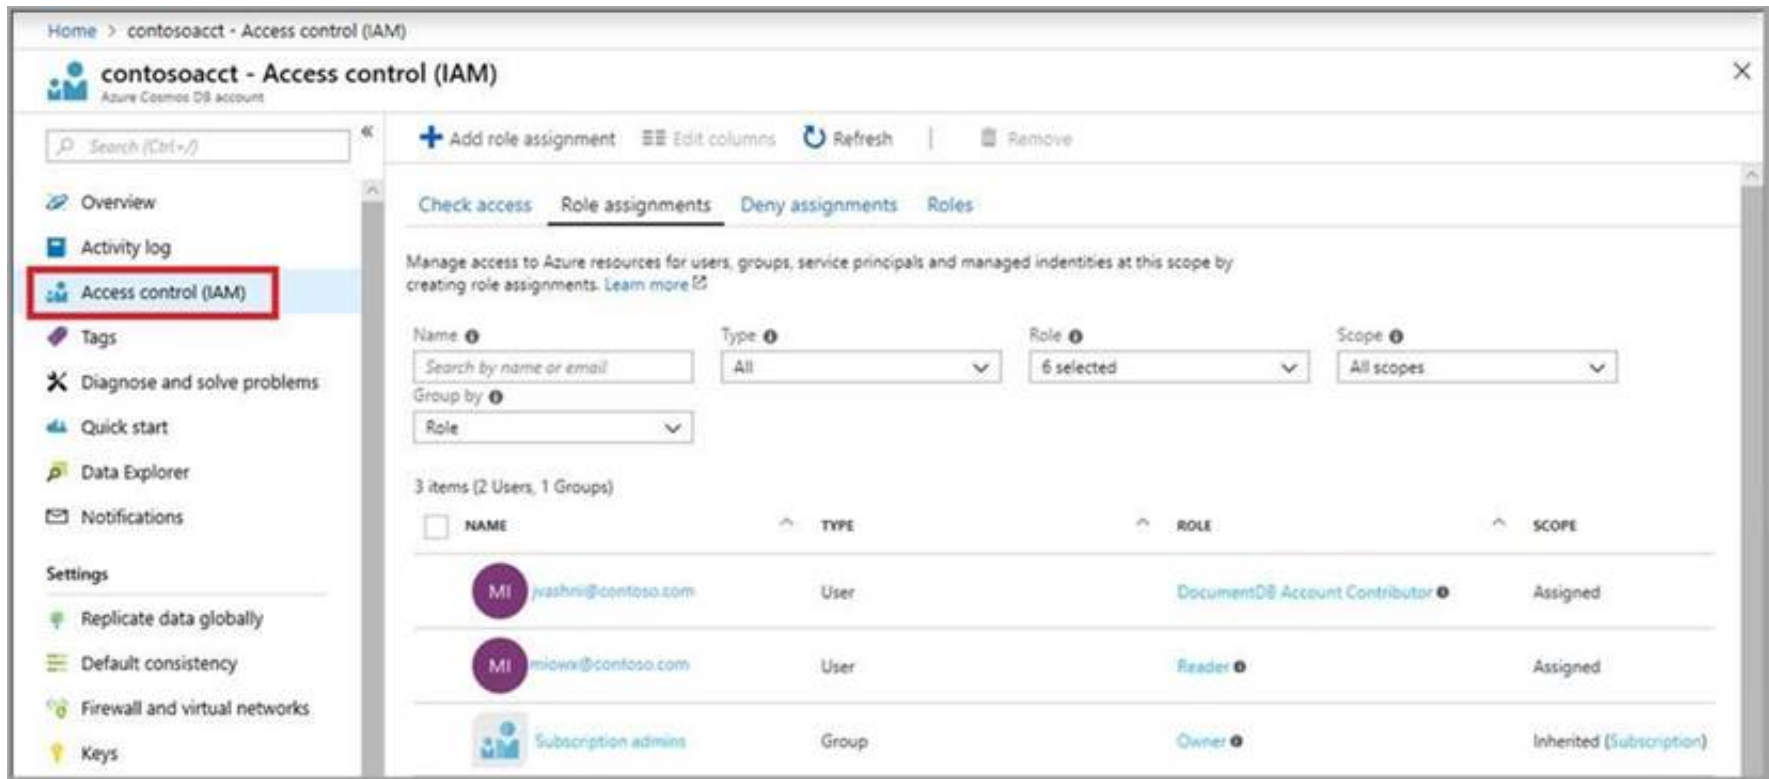 Home > contosoacct - Access control (IAM)
contosoacct - Access control (IAM)
Azure Cosmos DB account
Search (Ctrl+/)
«
Add role assignment Edit columns Refresh | Remove
Overview
Activity log
Access control (IAM)
Tags
Diagnose and solve problems
Quick start
Data Explorer
Notifications
Settings
Replicate data globally
Default consistency
Firewall and virtual networks
Keys
Check access Role assignments Deny assignments Roles
Manage access to Azure resources for users, groups, service principals and managed indentities at this scope by
creating role assignments. Learn more
Name Type Role Scope
Search by name or email All 6 selected All scopes
Group by
Role
3 items (2 Users, 1 Groups)
NAME TYPE ROLE SCOPE
MI jvashni@contoso.com User DocumentDB Account Contributor Assigned
MI miowx@contoso.com User Reader Assigned
Subscription admins Group Owner Inherited (Subscription)